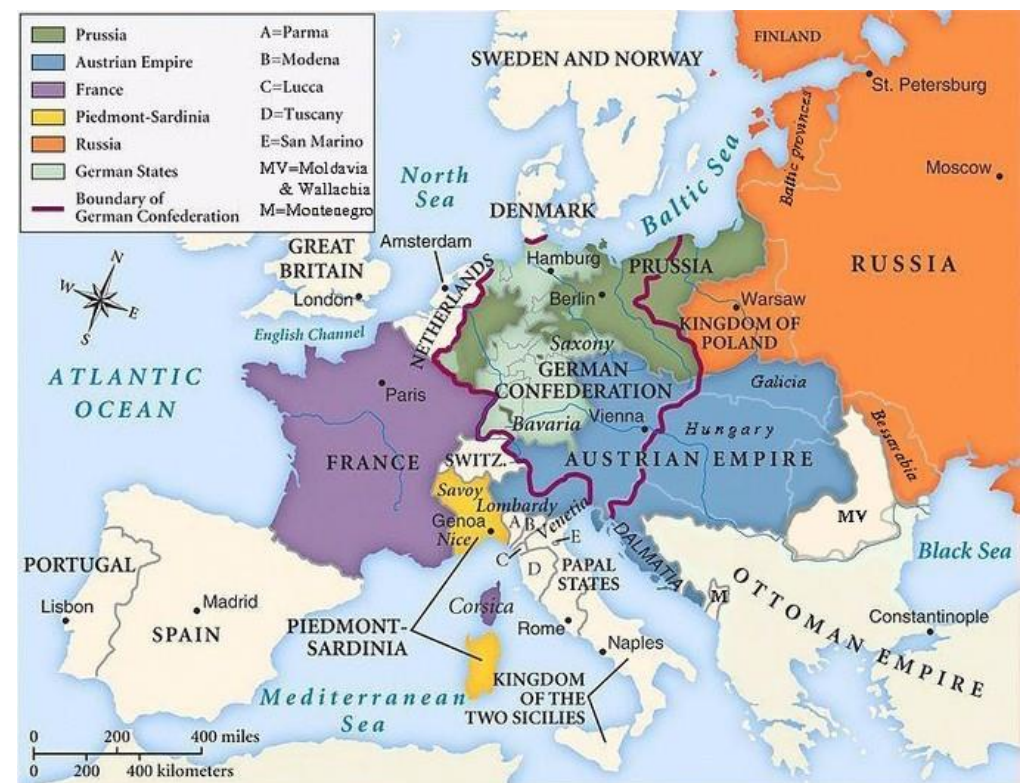 Prussia
Austrian Empire
France
Piedmont-Sardinia
Russia
German States
Boundary of
German Confederation
A=Parma
B=Modena
C=Lucca
D=Tuscany
E=San Marino
MV=Moldavia
& Wallachia
M=Montenegro
FINLAND
SWEDEN AND NORWAY
St. Petersburg
Baltic provinces
Moscow
North
Sea
Baltic Sea
DENMARK
Amsterdam
GREAT
BRITAIN
London
Hamburg
PRUSSIA
RUSSIA
N
W
E
S
NETHERLANDS
Berlin
Warsaw
KINGDOM OF
POLAND
English Channel
Saxony
GERMAN
CONFEDERATION
ATLANTIC
OCEAN
Paris
Galicia
Bavaria
Vienna
Hungary
Bessarabia
FRANCE
SWITZ.
AUSTRIAN EMPIRE
Savoy
Lombardy
Venetia
Genoa
Nice
A
B
C
D
E
MV
DALMATIA
PAPAL
STATES
Black Sea
PORTUGAL
Lisbon
Madrid
SPAIN
Corsica
M
OTTOMAN EMPIRE
Constantinople
PIEDMONT-
SARDINIA
Rome
Naples
KINGDOM
OF THE
TWO SICILIES
Mediterranean
Sea
0 200 400 miles
0 200 400 kilometers